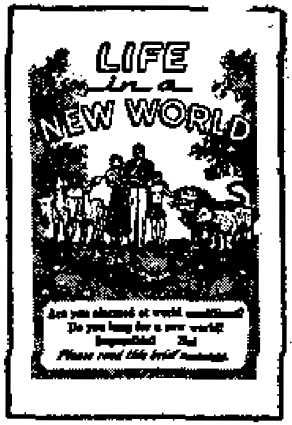 LIFE
in a
NEW WORLD
Are you alarmed at world conditions?
Do you long for a new world?
Impossible? No!
Please read this brief